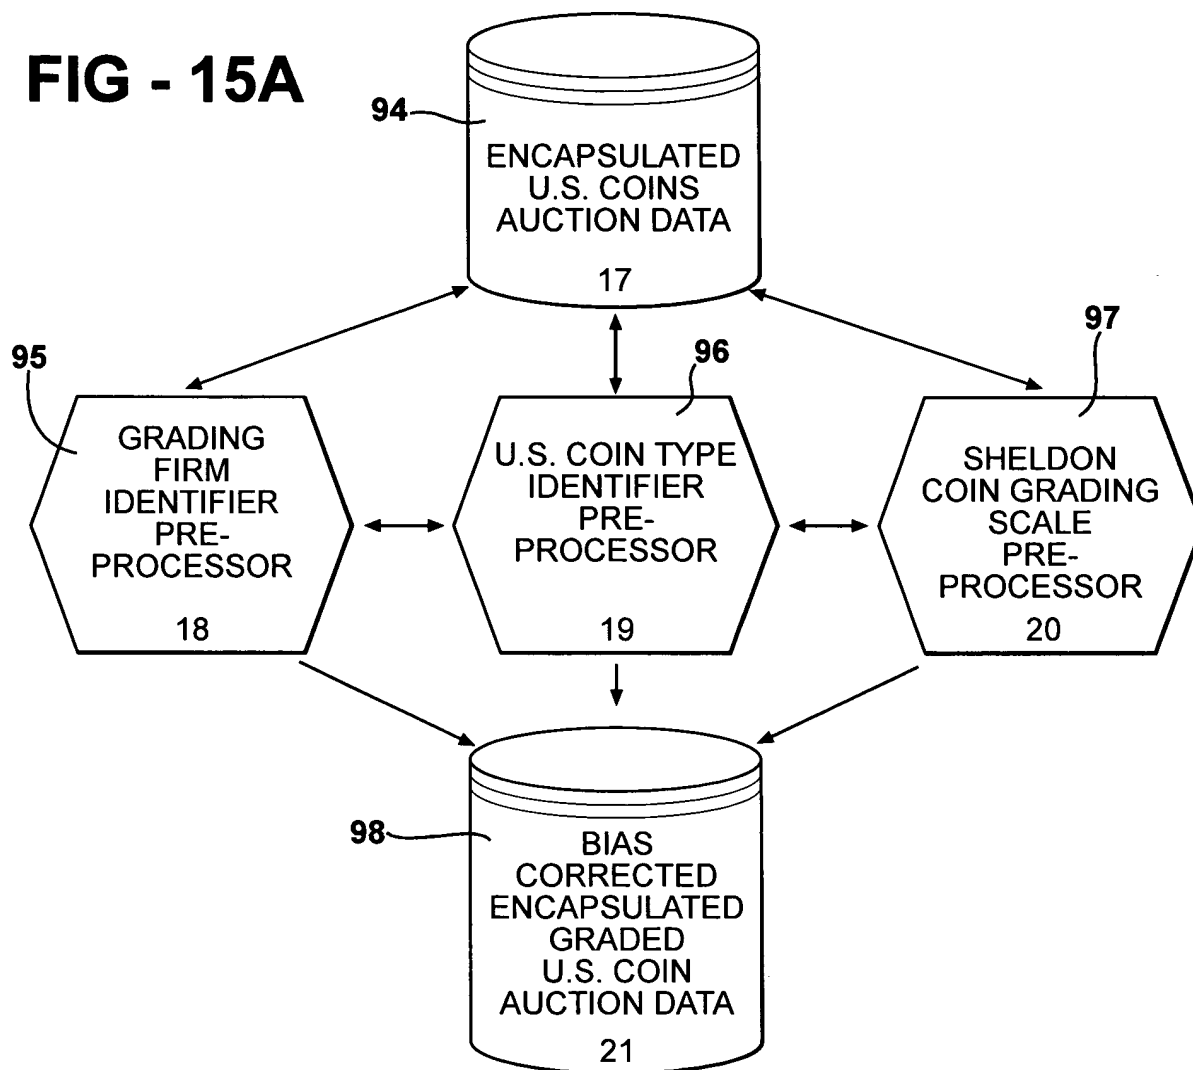 FIG - 15A
94
ENCAPSULATED
U.S. COINS
AUCTION DATA
17
95
GRADING
FIRM
IDENTIFIER
PRE-
PROCESSOR
18
96
U.S. COIN TYPE
IDENTIFIER
PRE-
PROCESSOR
19
97
SHELDON
COIN GRADING
SCALE
PRE-
PROCESSOR
20
98
BIAS
CORRECTED
ENCAPSULATED
GRADED
U.S. COIN
AUCTION DATA
21